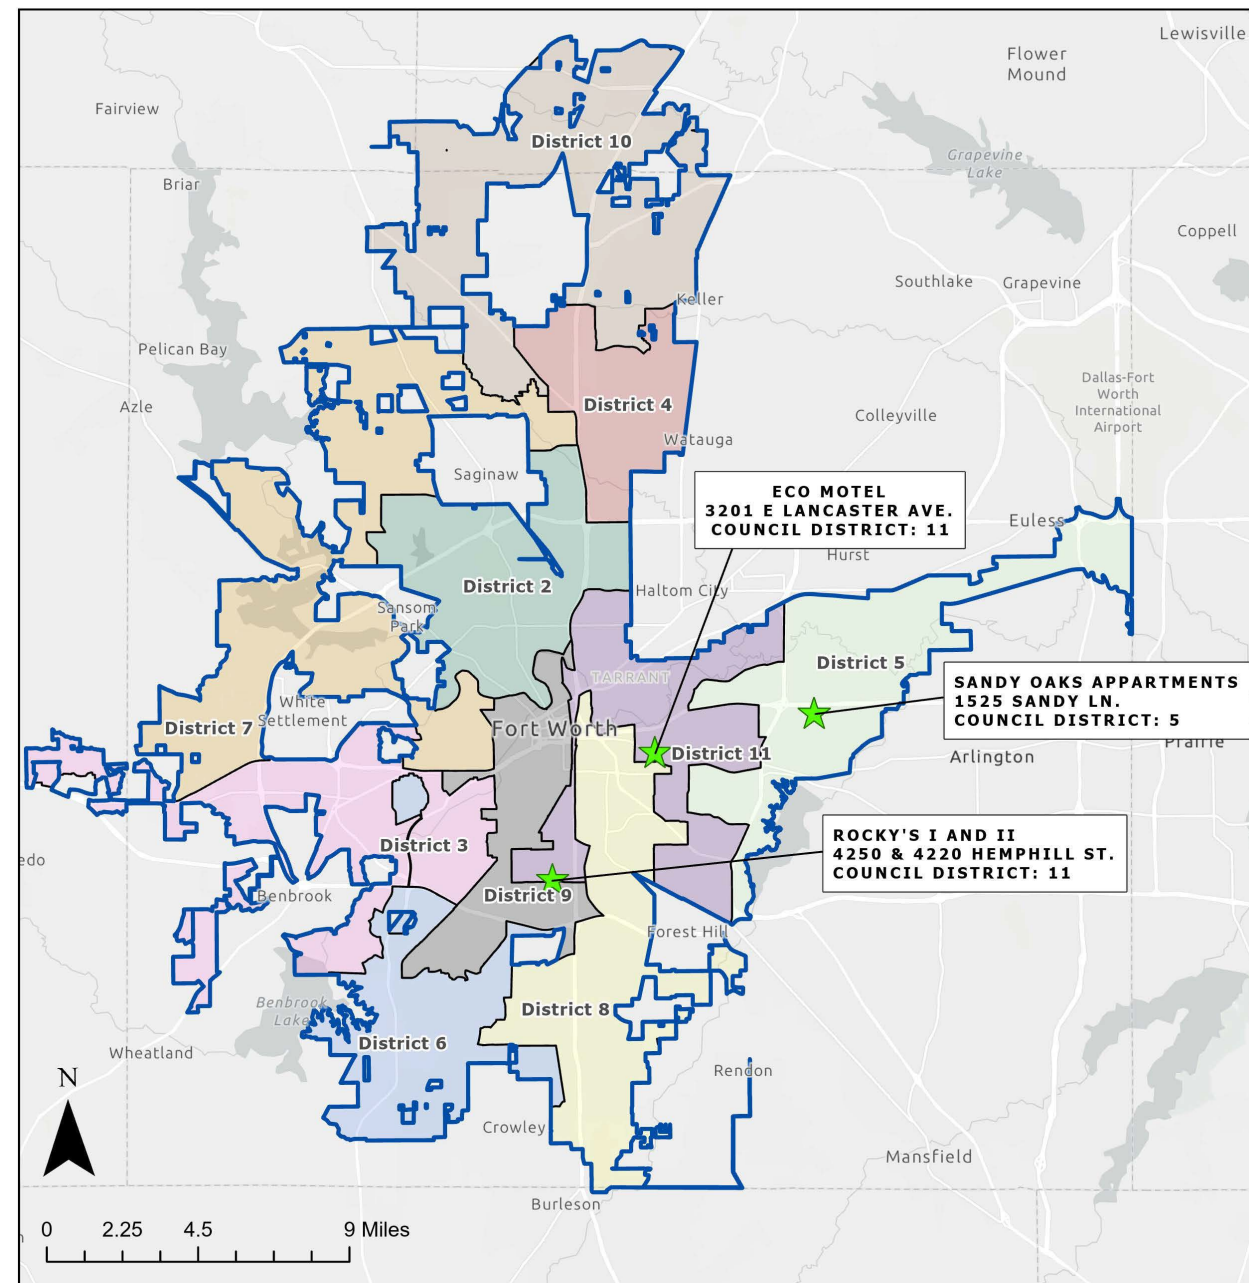 Lewisville
Flower
Mound
Fairview
District 10
Grapevine
Lake
Briar
Coppell
Southlake
Grapevine
Keller
Pelican Bay
Dallas-Fort
Worth
International
Airport
Azle
District 4
Colleyville
Watauga
Saginaw
ECO MOTEL
3201 E LANCASTER AVE.
COUNCIL DISTRICT: 11
Euless
Hurst
District 2
Haltom City
Sansom
Park
District 5
TARRANT
SANDY OAKS APPARTMENTS
1525 SANDY LN.
COUNCIL DISTRICT: 5
White
Settlement
District 7
Fort Worth
District 11
Prairie
Arlington
ROCKY'S I AND II
4250 & 4220 HEMPHILL ST.
COUNCIL DISTRICT: 11
District 3
edo
Benbrook
District 9
Forest Hill
Benbrook
Lake
District 8
District 6
Wheatland
N
Rendon
Crowley
Mansfield
Burleson
0 2.25 4.5 9 Miles